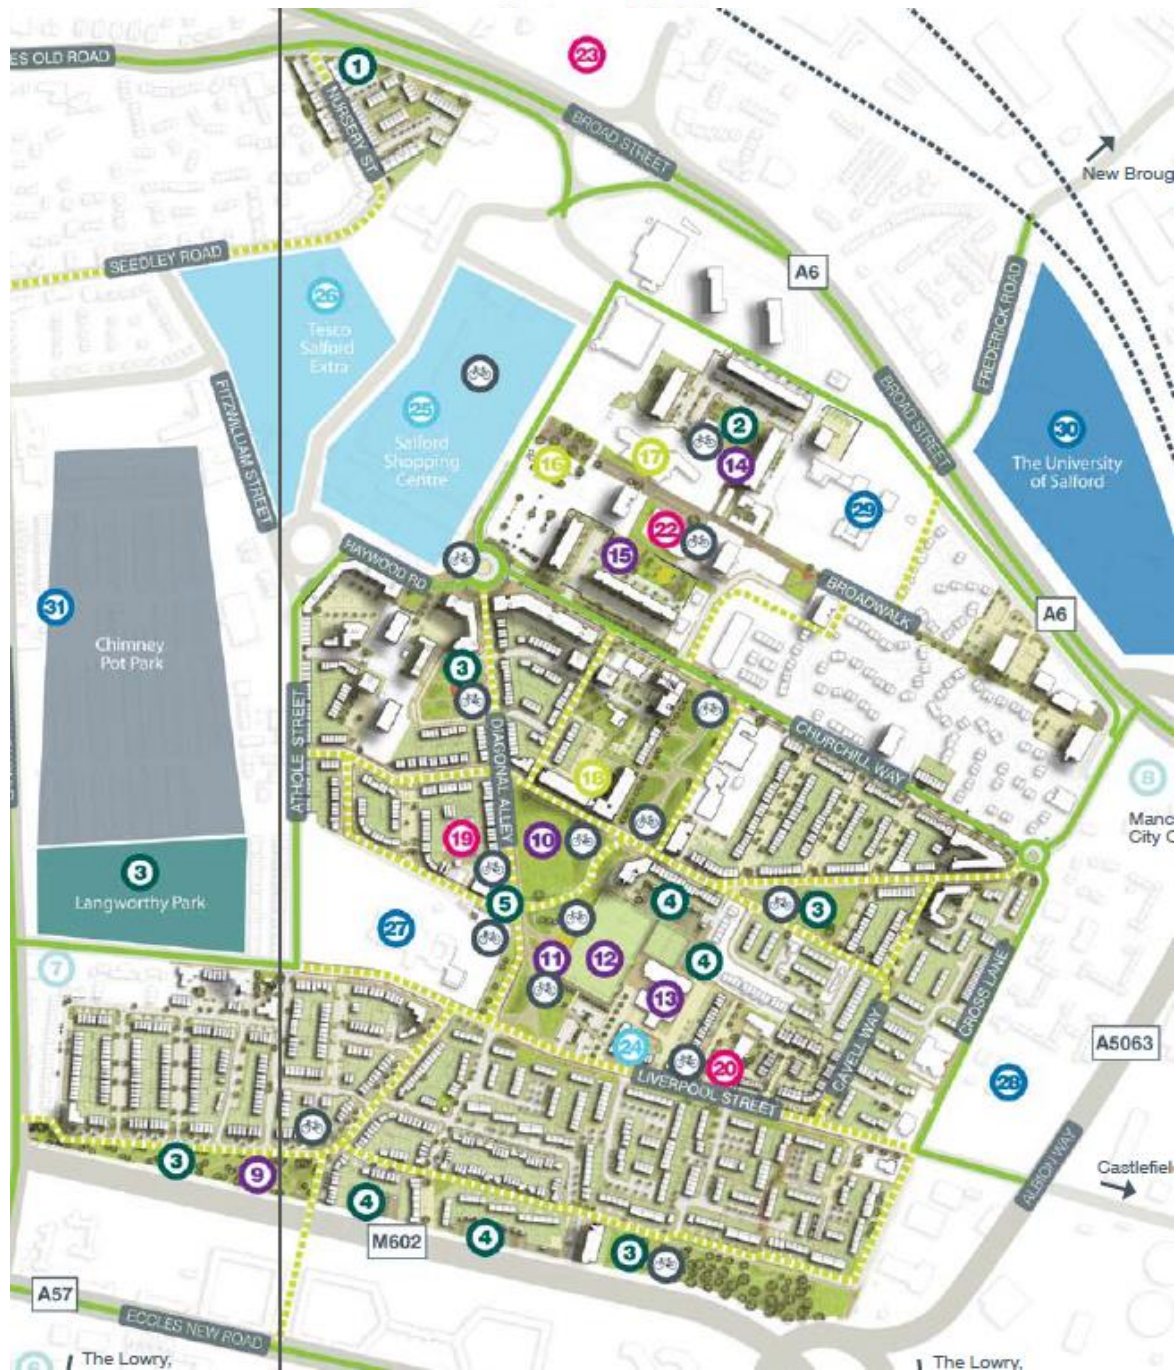 ES OLD ROAD
1
NURSERY ST
23
BROAD STREET
New Broug
SEEDLEY ROAD
A6
FREDERICK ROAD
26
Tesco
Salford
Extra
25
Salford
Shopping
Centre
FITZWILLIAM STREET
BROAD STREET
2
30
The University
of Salford
16
17
14
29
22
15
HAYWOOD RD
BROADWALK
A6
31
Chimney
Pot Park
3
ATHOLE STREET
DIAGONAL ALLEY
CHURCHILL WAY
18
8
Manc
City C
19
10
3
Langworthy Park
5
4
3
27
7
11
12
4
13
CROSS LANE
24
20
CAVELL WAY
LIVERPOOL STREET
A5063
28
3
9
4
4
3
M602
ALBION WAY
Castlefiel
A57
ECCLES NEW ROAD
6
The Lowry,
The Lowry,